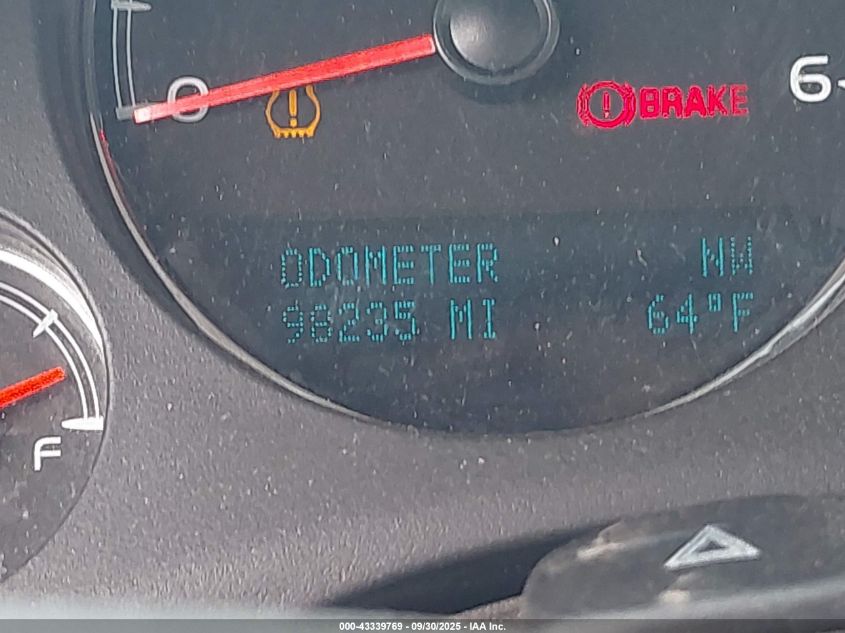 0
BRAKE
6
ODOMETER NW
98235 MI 64°F
F
000-43339769 - 09/30/2025 - IAA Inc.